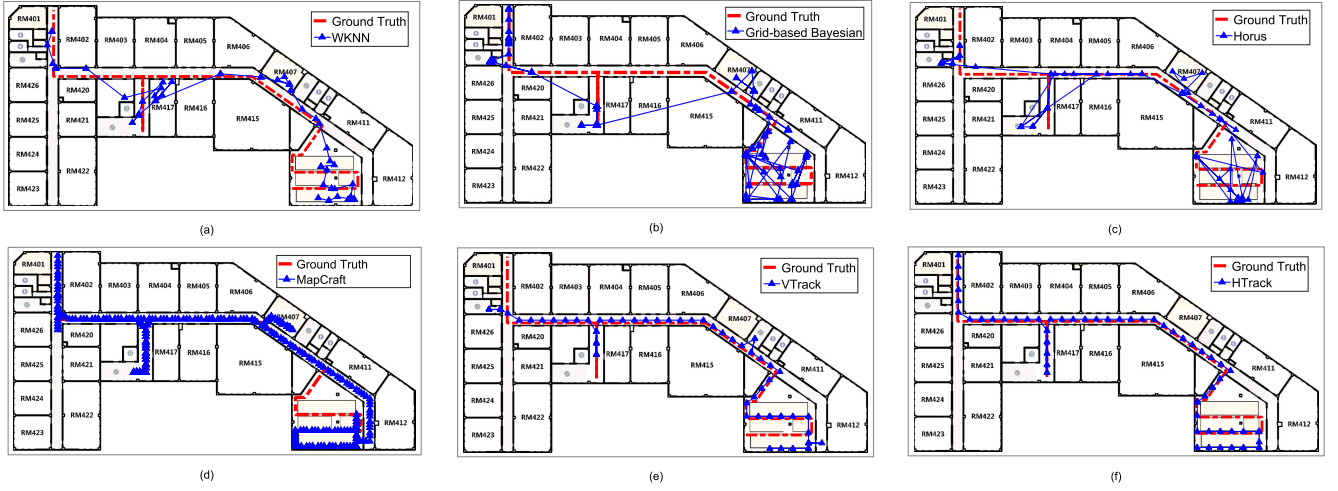 RM401
RM402
RM403
RM404
RM405
RM406
RM407
RM426
RM420
RM417
RM416
RM425
RM421
RM415
RM411
RM424
RM422
RM412
RM423
Ground Truth
WKNN
(a)
RM401
RM402
RM403
RM404
RM405
RM406
RM407
RM426
RM420
RM417
RM416
RM425
RM421
RM415
RM411
RM424
RM422
RM412
RM423
Ground Truth
Grid-based Bayesian
(b)
RM401
RM402
RM403
RM404
RM405
RM406
RM407
RM426
RM420
RM417
RM416
RM425
RM421
RM415
RM411
RM424
RM422
RM412
RM423
Ground Truth
Horus
(c)
RM401
RM402
RM403
RM404
RM405
RM406
RM407
RM426
RM420
RM417
RM416
RM425
RM421
RM415
RM411
RM424
RM422
RM412
RM423
Ground Truth
MapCraft
(d)
RM401
RM402
RM403
RM404
RM405
RM406
RM407
RM426
RM420
RM417
RM416
RM425
RM421
RM415
RM411
RM424
RM422
RM412
RM423
Ground Truth
VTrack
(e)
RM401
RM402
RM403
RM404
RM405
RM406
RM407
RM426
RM420
RM417
RM416
RM425
RM421
RM415
RM411
RM424
RM422
RM412
RM423
Ground Truth
HTrack
(f)